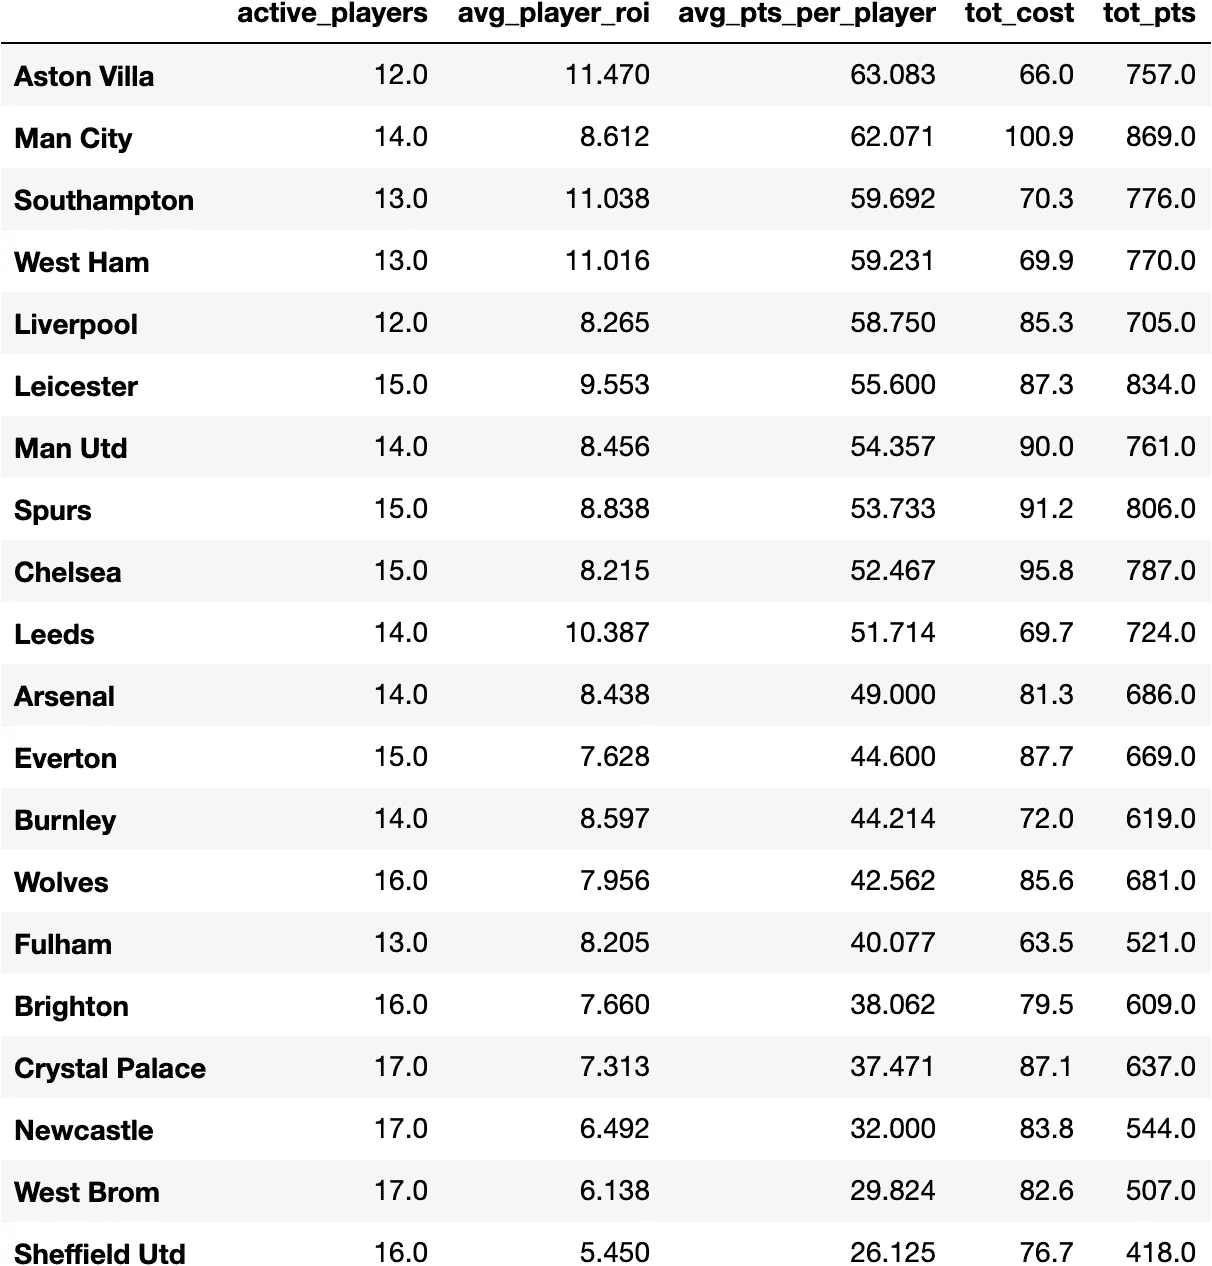 active_players avg_player_roi avg_pts_per_player tot_cost tot_pts
Aston Villa 12.0 11.470 63.083 66.0 757.0
Man City 14.0 8.612 62.071 100.9 869.0
Southampton 13.0 11.038 59.692 70.3 776.0
West Ham 13.0 11.016 59.231 69.9 770.0
Liverpool 12.0 8.265 58.750 85.3 705.0
Leicester 15.0 9.553 55.600 87.3 834.0
Man Utd 14.0 8.456 54.357 90.0 761.0
Spurs 15.0 8.838 53.733 91.2 806.0
Chelsea 15.0 8.215 52.467 95.8 787.0
Leeds 14.0 10.387 51.714 69.7 724.0
Arsenal 14.0 8.438 49.000 81.3 686.0
Everton 15.0 7.628 44.600 87.7 669.0
Burnley 14.0 8.597 44.214 72.0 619.0
Wolves 16.0 7.956 42.562 85.6 681.0
Fulham 13.0 8.205 40.077 63.5 521.0
Brighton 16.0 7.660 38.062 79.5 609.0
Crystal Palace 17.0 7.313 37.471 87.1 637.0
Newcastle 17.0 6.492 32.000 83.8 544.0
West Brom 17.0 6.138 29.824 82.6 507.0
Sheffield Utd 16.0 5.450 26.125 76.7 418.0